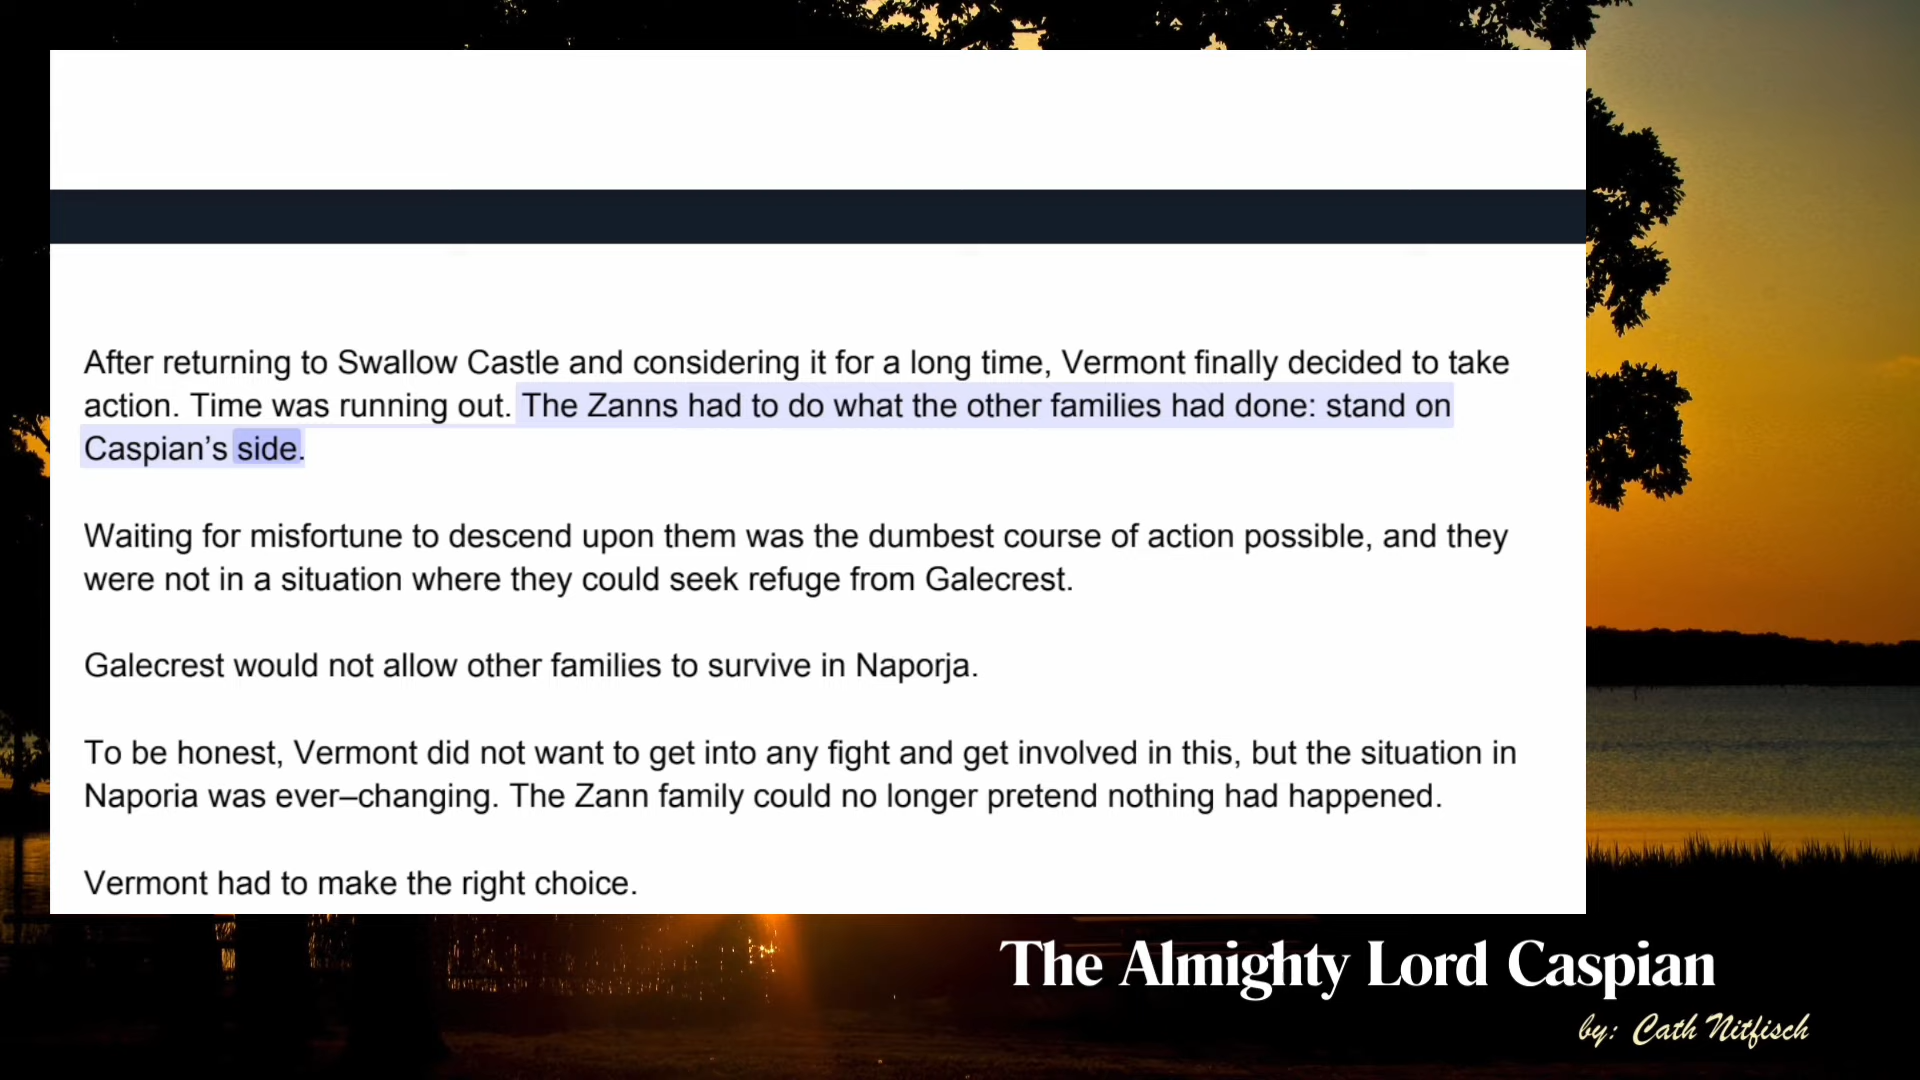 After returning to Swallow Castle and considering it for a long time, Vermont finally decided to take
action. Time was running out. The Zanns had to do what the other families had done: stand on
Caspian’s side.
Waiting for misfortune to descend upon them was the dumbest course of action possible, and they
were not in a situation where they could seek refuge from Galecrest.
Galecrest would not allow other families to survive in Naporja.
To be honest, Vermont did not want to get into any fight and get involved in this, but the situation in
Naporia was ever–changing. The Zann family could no longer pretend nothing had happened.
Vermont had to make the right choice.
The Almighty Lord Caspian
by: Cath Nitfisch